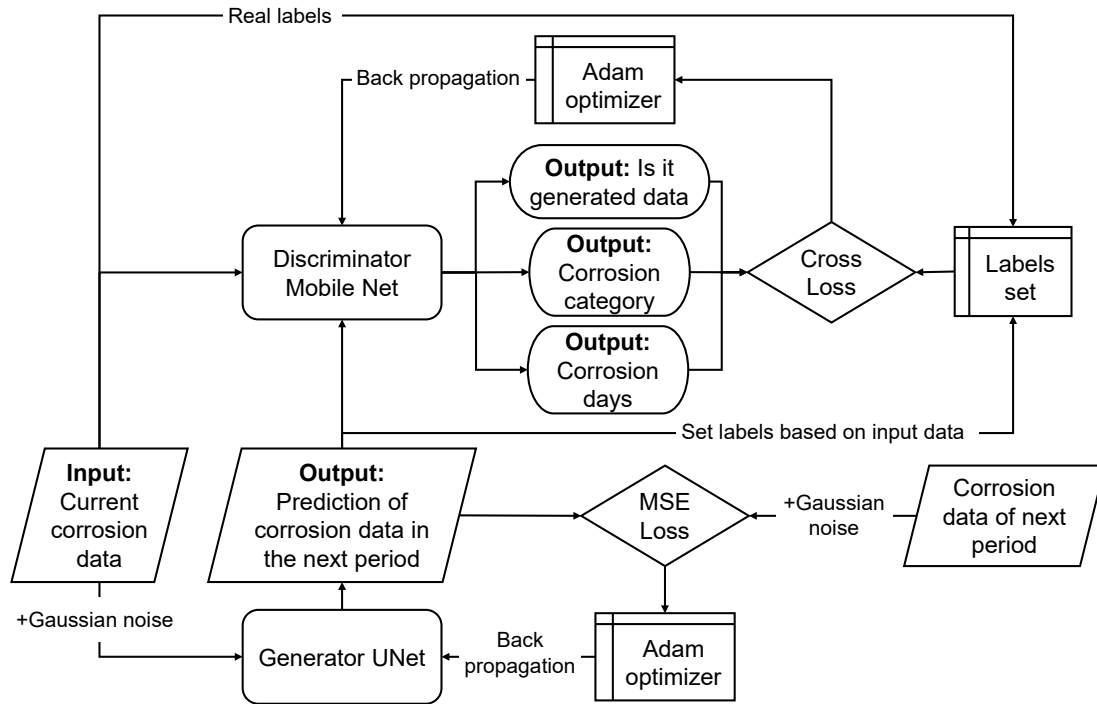 Real labels
Back propagation
Adam
optimizer
Output: Is it
generated data
Discriminator
Mobile Net
Output:
Corrosion
category
Cross
Loss
Labels
set
Output:
Corrosion
days
Set labels based on input data
Input:
Current
corrosion
data
Output:
Prediction of
corrosion data in
the next period
MSE
Loss
+Gaussian
noise
Corrosion
data of next
period
+Gaussian noise
Generator UNet
Back
propagation
Adam
optimizer